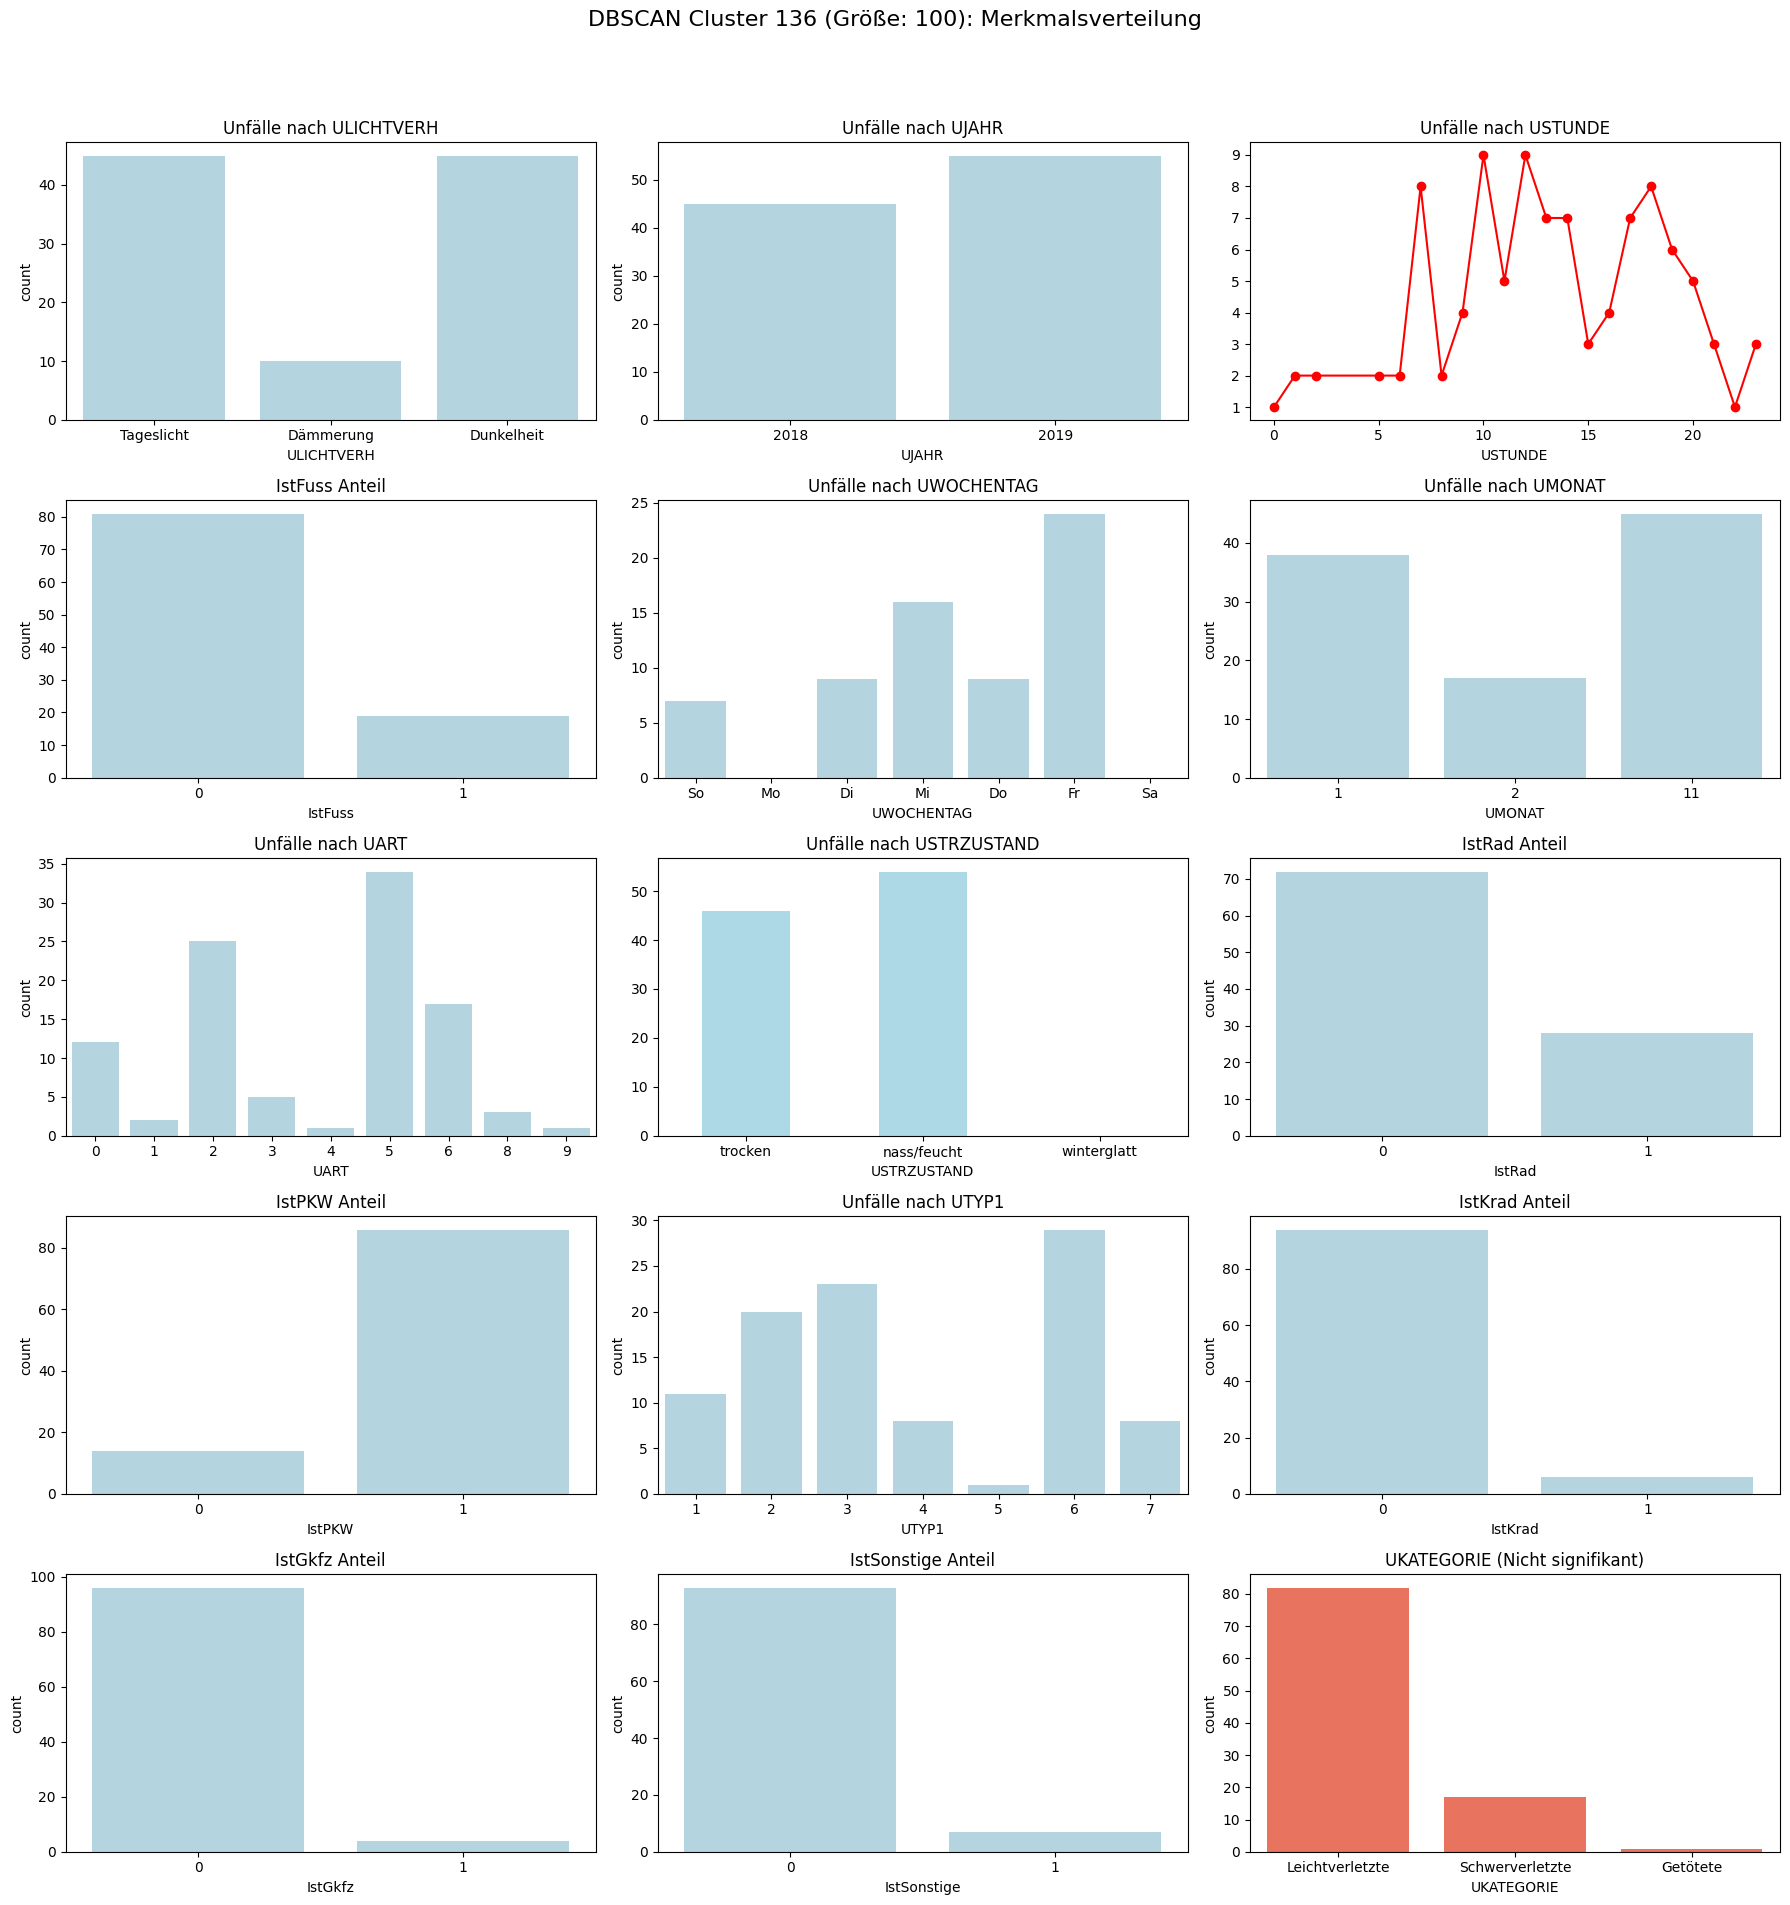 DBSCAN Cluster 136 (Größe: 100): Merkmalsverteilung
Unfälle nach ULICHTVERH
count
40
30
20
10
0
Tageslicht Dämmerung Dunkelheit
ULICHTVERH
Unfälle nach UJAHR
count
50
40
30
20
10
0
2018 2019
UJAHR
Unfälle nach USTUNDE
9
8
7
6
5
4
3
2
1
0 5 10 15 20
USTUNDE
IstFuss Anteil
count
80
70
60
50
40
30
20
10
0
0 1
IstFuss
Unfälle nach UWOCHENTAG
count
25
20
15
10
5
0
So Mo Di Mi Do Fr Sa
UWOCHENTAG
Unfälle nach UMONAT
count
40
30
20
10
0
1 2 11
UMONAT
Unfälle nach UART
count
35
30
25
20
15
10
5
0
0 1 2 3 4 5 6 8 9
UART
Unfälle nach USTRZUSTAND
count
50
40
30
20
10
0
trocken nass/feucht winterglatt
USTRZUSTAND
IstRad Anteil
count
70
60
50
40
30
20
10
0
0 1
IstRad
IstPKW Anteil
count
80
60
40
20
0
0 1
IstPKW
Unfälle nach UTYP1
count
30
25
20
15
10
5
0
1 2 3 4 5 6 7
UTYP1
IstKrad Anteil
count
80
60
40
20
0
0 1
IstKrad
IstGkfz Anteil
count
100
80
60
40
20
0
0 1
IstGkfz
IstSonstige Anteil
count
80
60
40
20
0
0 1
IstSonstige
UKATEGORIE (Nicht signifikant)
count
80
70
60
50
40
30
20
10
0
Leichtverletzte Schwerverletzte Getötete
UKATEGORIE